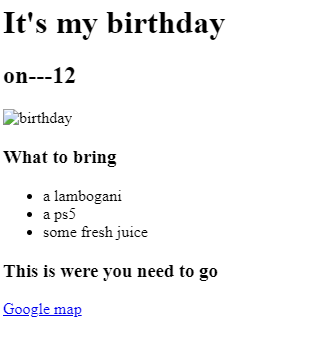 It's my birthday
on---12
birthday
What to bring
a lambogani
a ps5
some fresh juice
This is were you need to go
Google map